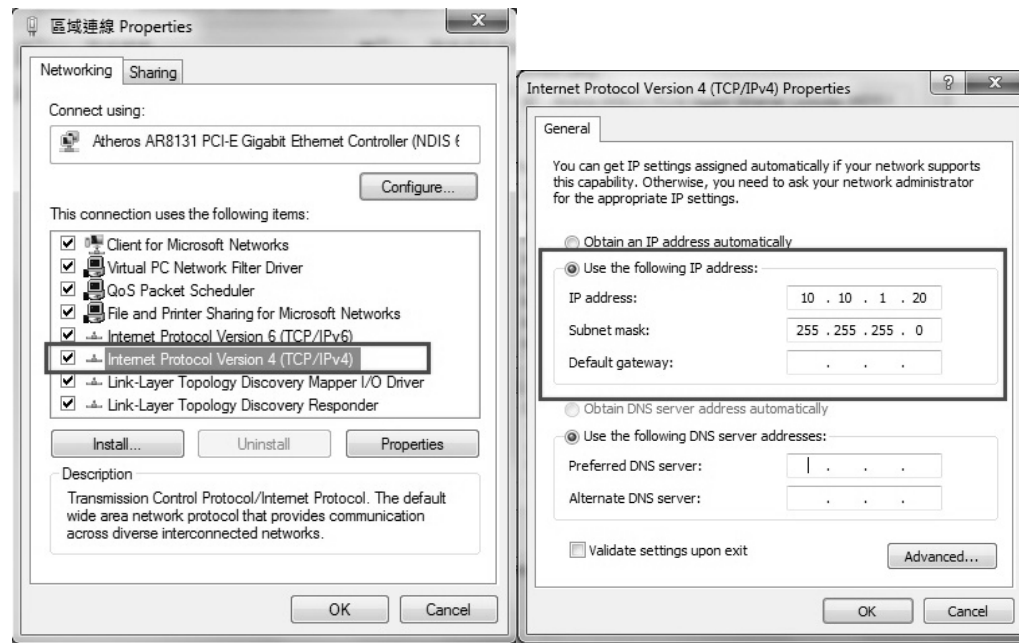 區域連線 Properties
Networking
Sharing
Connect using:
Atheros AR8131 PCI-E Gigabit Ethernet Controller (NDIS 6
Configure...
This connection uses the following items:
Client for Microsoft Networks
Virtual PC Network Filter Driver
QoS Packet Scheduler
File and Printer Sharing for Microsoft Networks
Internet Protocol Version 6 (TCP/IPv6)
Internet Protocol Version 4 (TCP/IPv4)
Link-Layer Topology Discovery Mapper I/O Driver
Link-Layer Topology Discovery Responder
Install...
Uninstall
Properties
Description
Transmission Control Protocol/Internet Protocol. The default
wide area network protocol that provides communication
across diverse interconnected networks.
OK
Cancel
Internet Protocol Version 4 (TCP/IPv4) Properties
General
You can get IP settings assigned automatically if your network supports
this capability. Otherwise, you need to ask your network administrator
for the appropriate IP settings.
Obtain an IP address automatically
Use the following IP address:
IP address:
10 . 10 . 1 . 20
Subnet mask:
255 . 255 . 255 . 0
Default gateway:
. . .
Obtain DNS server address automatically
Use the following DNS server addresses:
Preferred DNS server:
. . .
Alternate DNS server:
. . .
Validate settings upon exit
Advanced...
OK
Cancel